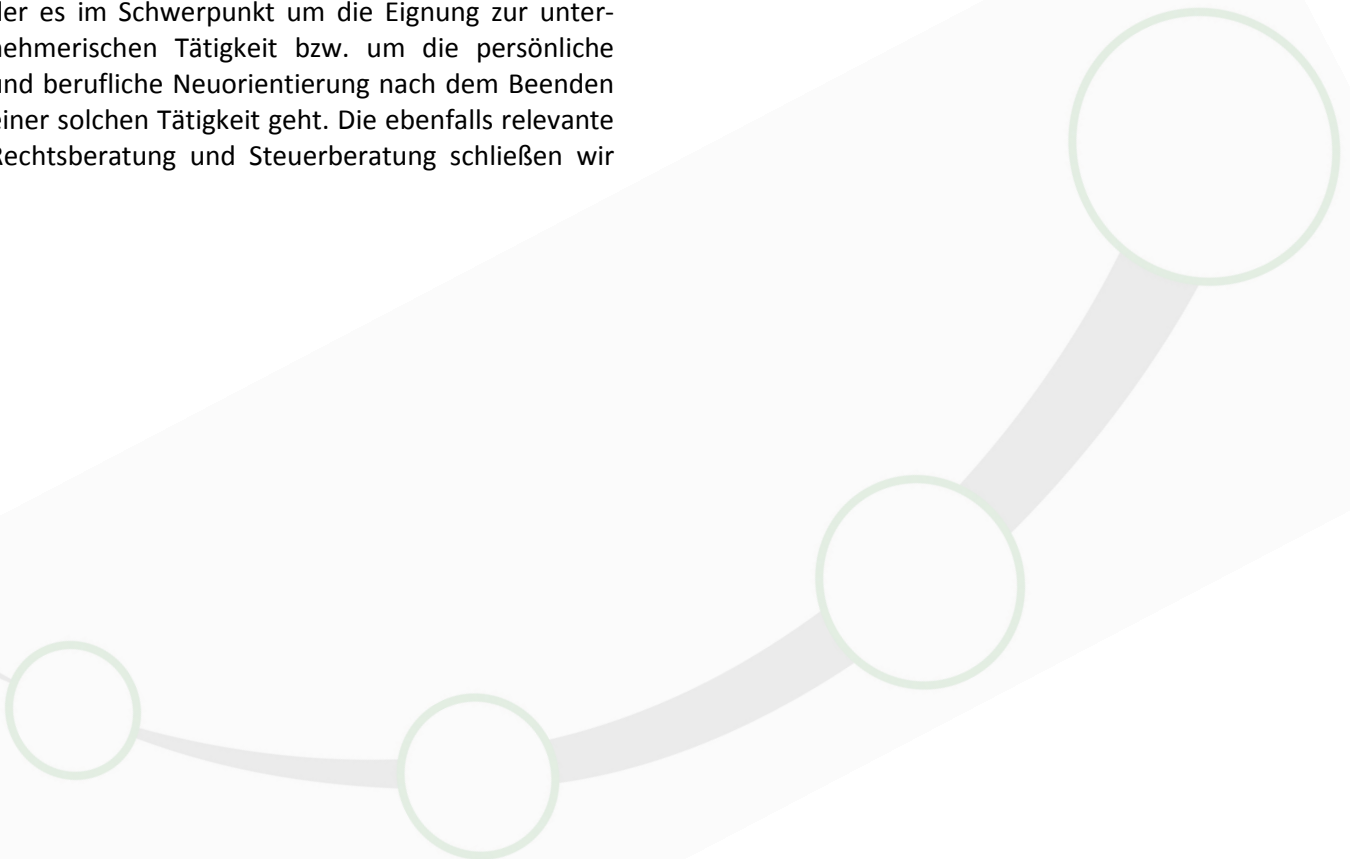 der es im Schwerpunkt um die Eignung zur unter-
nehmerischen Tätigkeit bzw. um die persönliche
und berufliche Neuorientierung nach dem Beenden
einer solchen Tätigkeit geht. Die ebenfalls relevante
Rechtsberatung und Steuerberatung schließen wir